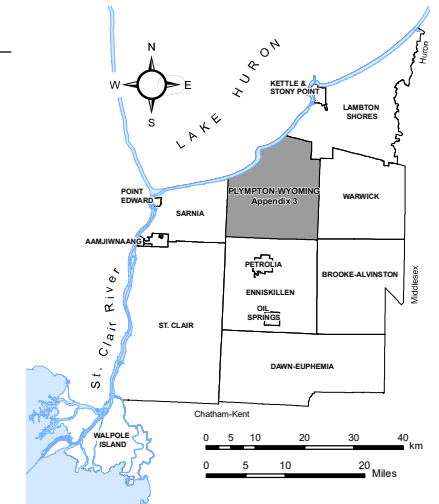 N
W
E
S
LAKE HURON
Huron
KETTLE &
STONY POINT
LAMBTON
SHORES
PLYMPTON-WYOMING
Appendix 3
WARWICK
POINT
EDWARD
SARNIA
AAMJIWNAANG
PETROLIA
ENNISKILLEN
BROOKE-ALVINSTON
Middlesex
OIL
SPRINGS
ST. CLAIR
St. Clair River
DAWN-EUPHEMIA
Chatham-Kent
WALPOLE
ISLAND
0 5 10 20 30 40
km
0 5 10 20
Miles